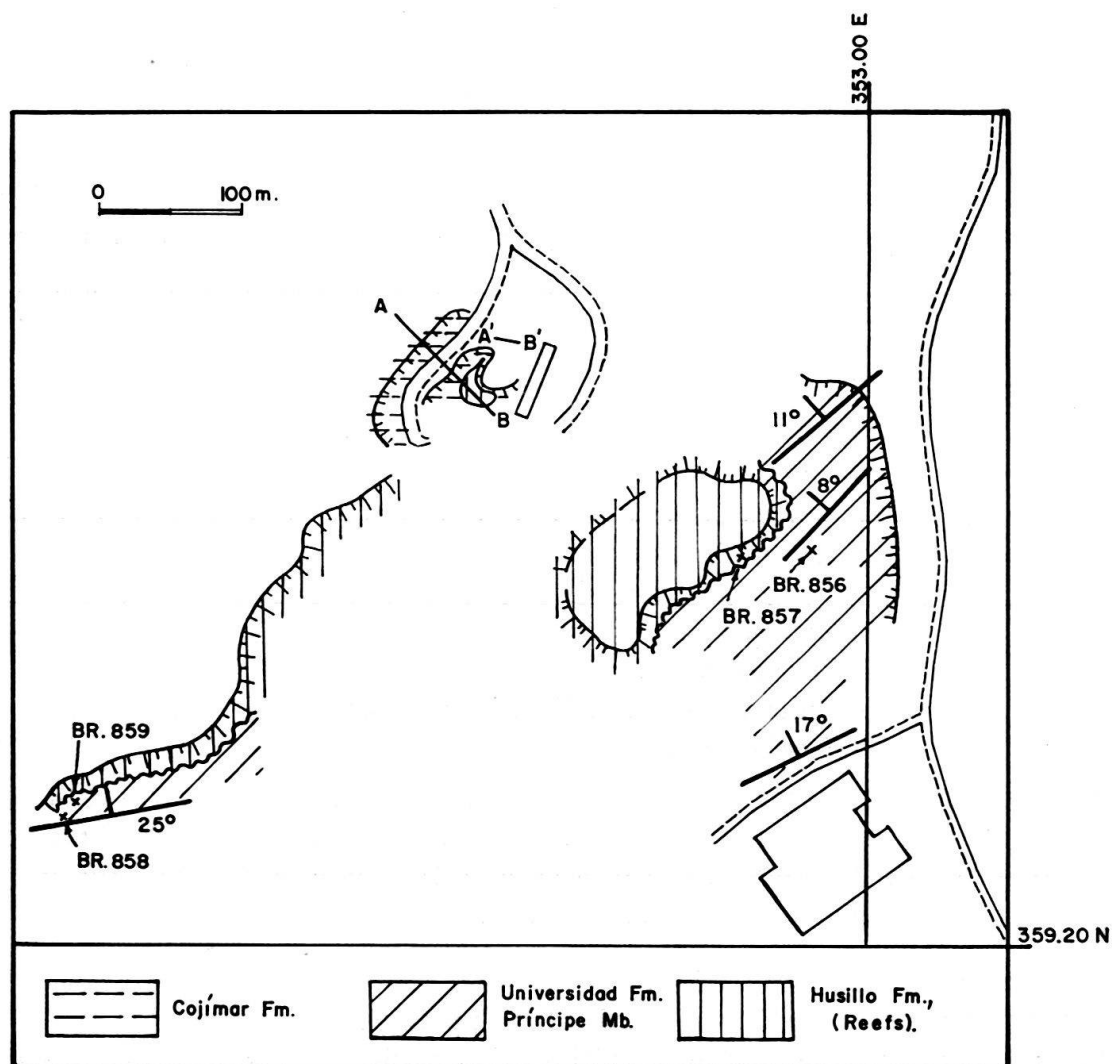 353.00 E
0 100 m.
A
A' B'
B
11°
8°
BR. 856
BR. 857
17°
BR. 859
25°
BR. 858
359.20 N
Cojímar Fm.
Universidad Fm.
Príncipe Mb.
Husillo Fm.,
(Reefs).